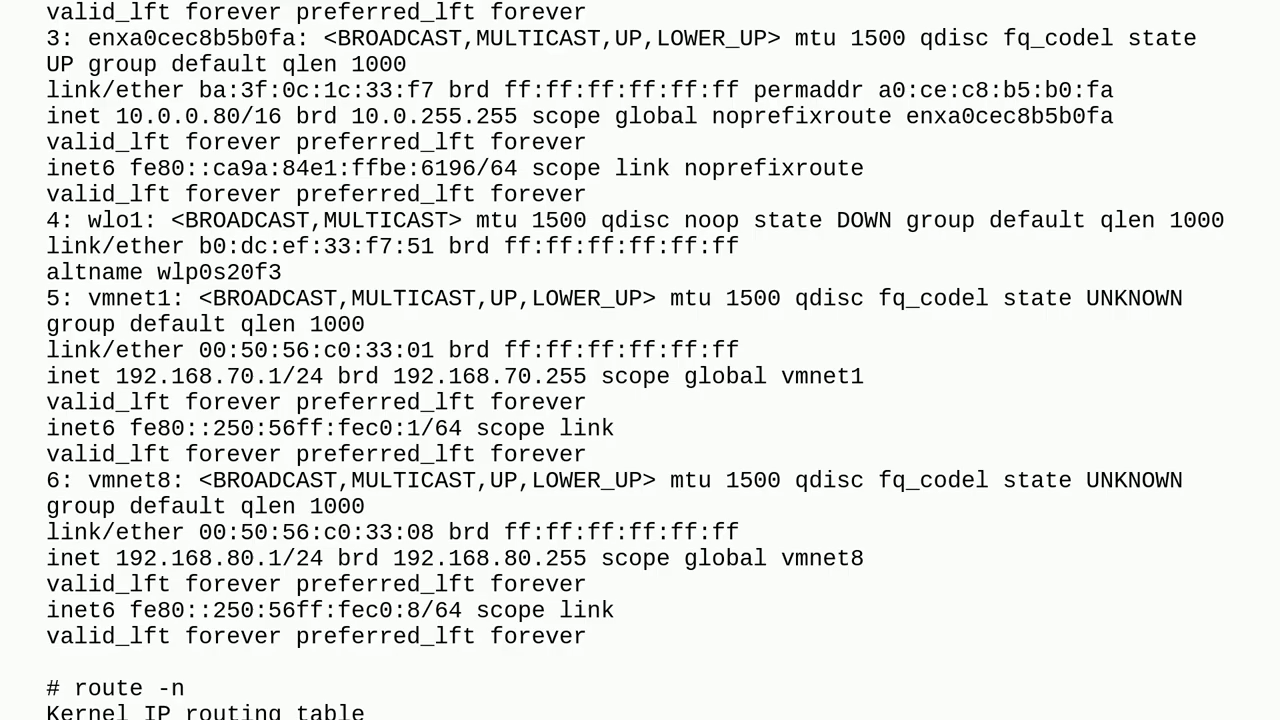 valid_lft forever preferred_lft forever
3: enxa0cec8b5b0fa: <BROADCAST,MULTICAST,UP,LOWER_UP> mtu 1500 qdisc fq_codel state
UP group default qlen 1000
link/ether ba:3f:0c:1c:33:f7 brd ff:ff:ff:ff:ff:ff permaddr a0:ce:c8:b5:b0:fa
inet 10.0.0.80/16 brd 10.0.255.255 scope global noprefixroute enxa0cec8b5b0fa
valid_lft forever preferred_lft forever
inet6 fe80::ca9a:84e1:ffbe:6196/64 scope link noprefixroute
valid_lft forever preferred_lft forever
4: wlo1: <BROADCAST,MULTICAST> mtu 1500 qdisc noop state DOWN group default qlen 1000
link/ether b0:dc:ef:33:f7:51 brd ff:ff:ff:ff:ff:ff
altname wlp0s20f3
5: vmnet1: <BROADCAST,MULTICAST,UP,LOWER_UP> mtu 1500 qdisc fq_codel state UNKNOWN
group default qlen 1000
link/ether 00:50:56:c0:33:01 brd ff:ff:ff:ff:ff:ff
inet 192.168.70.1/24 brd 192.168.70.255 scope global vmnet1
valid_lft forever preferred_lft forever
inet6 fe80::250:56ff:fec0:1/64 scope link
valid_lft forever preferred_lft forever
6: vmnet8: <BROADCAST,MULTICAST,UP,LOWER_UP> mtu 1500 qdisc fq_codel state UNKNOWN
group default qlen 1000
link/ether 00:50:56:c0:33:08 brd ff:ff:ff:ff:ff:ff
inet 192.168.80.1/24 brd 192.168.80.255 scope global vmnet8
valid_lft forever preferred_lft forever
inet6 fe80::250:56ff:fec0:8/64 scope link
valid_lft forever preferred_lft forever
# route -n
Kernel IP routing table